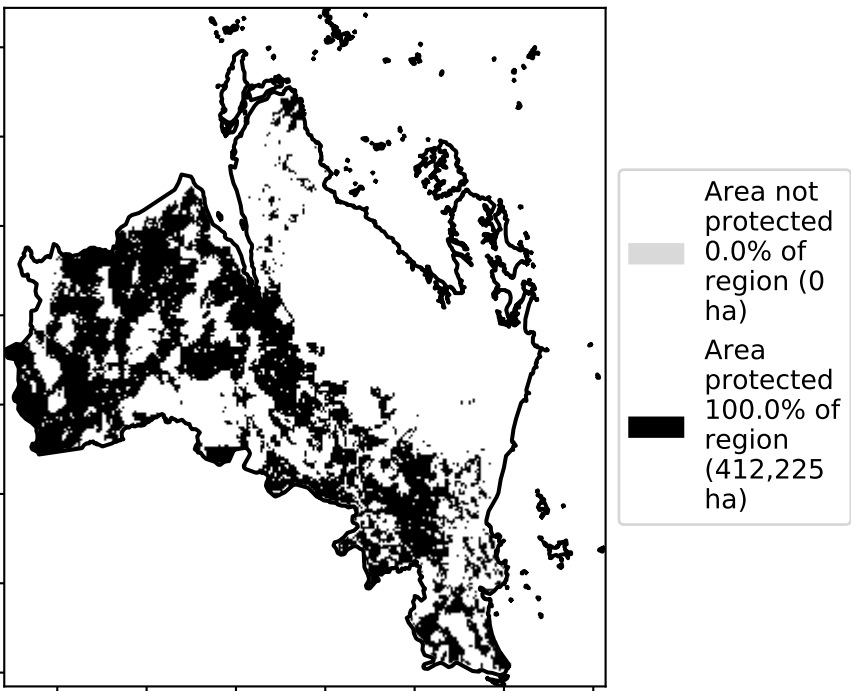 Area not
protected
0.0% of
region (0
ha)
Area
protected
100.0% of
region
(412,225
ha)